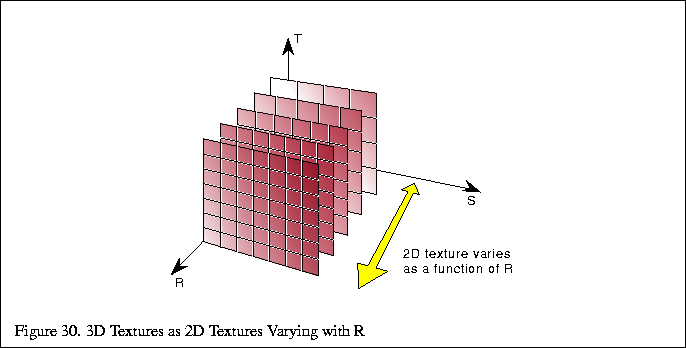 T
S
2D texture varies
as a function of R
R
Figure 30. 3D Textures as 2D Textures Varying with R